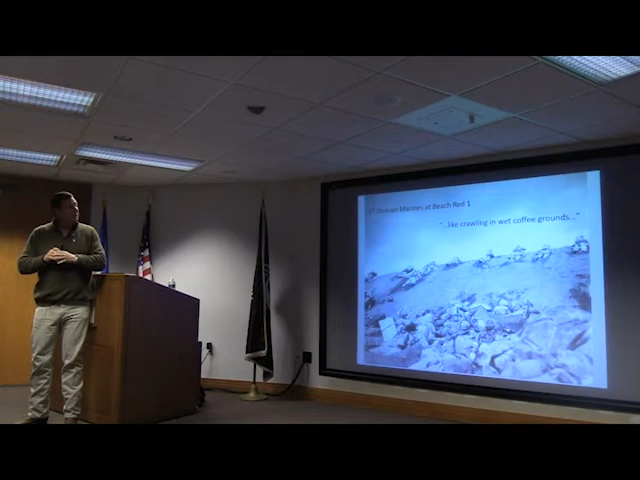 Division Marines at Beach Red 1
"...like crawling in wet coffee grounds..."